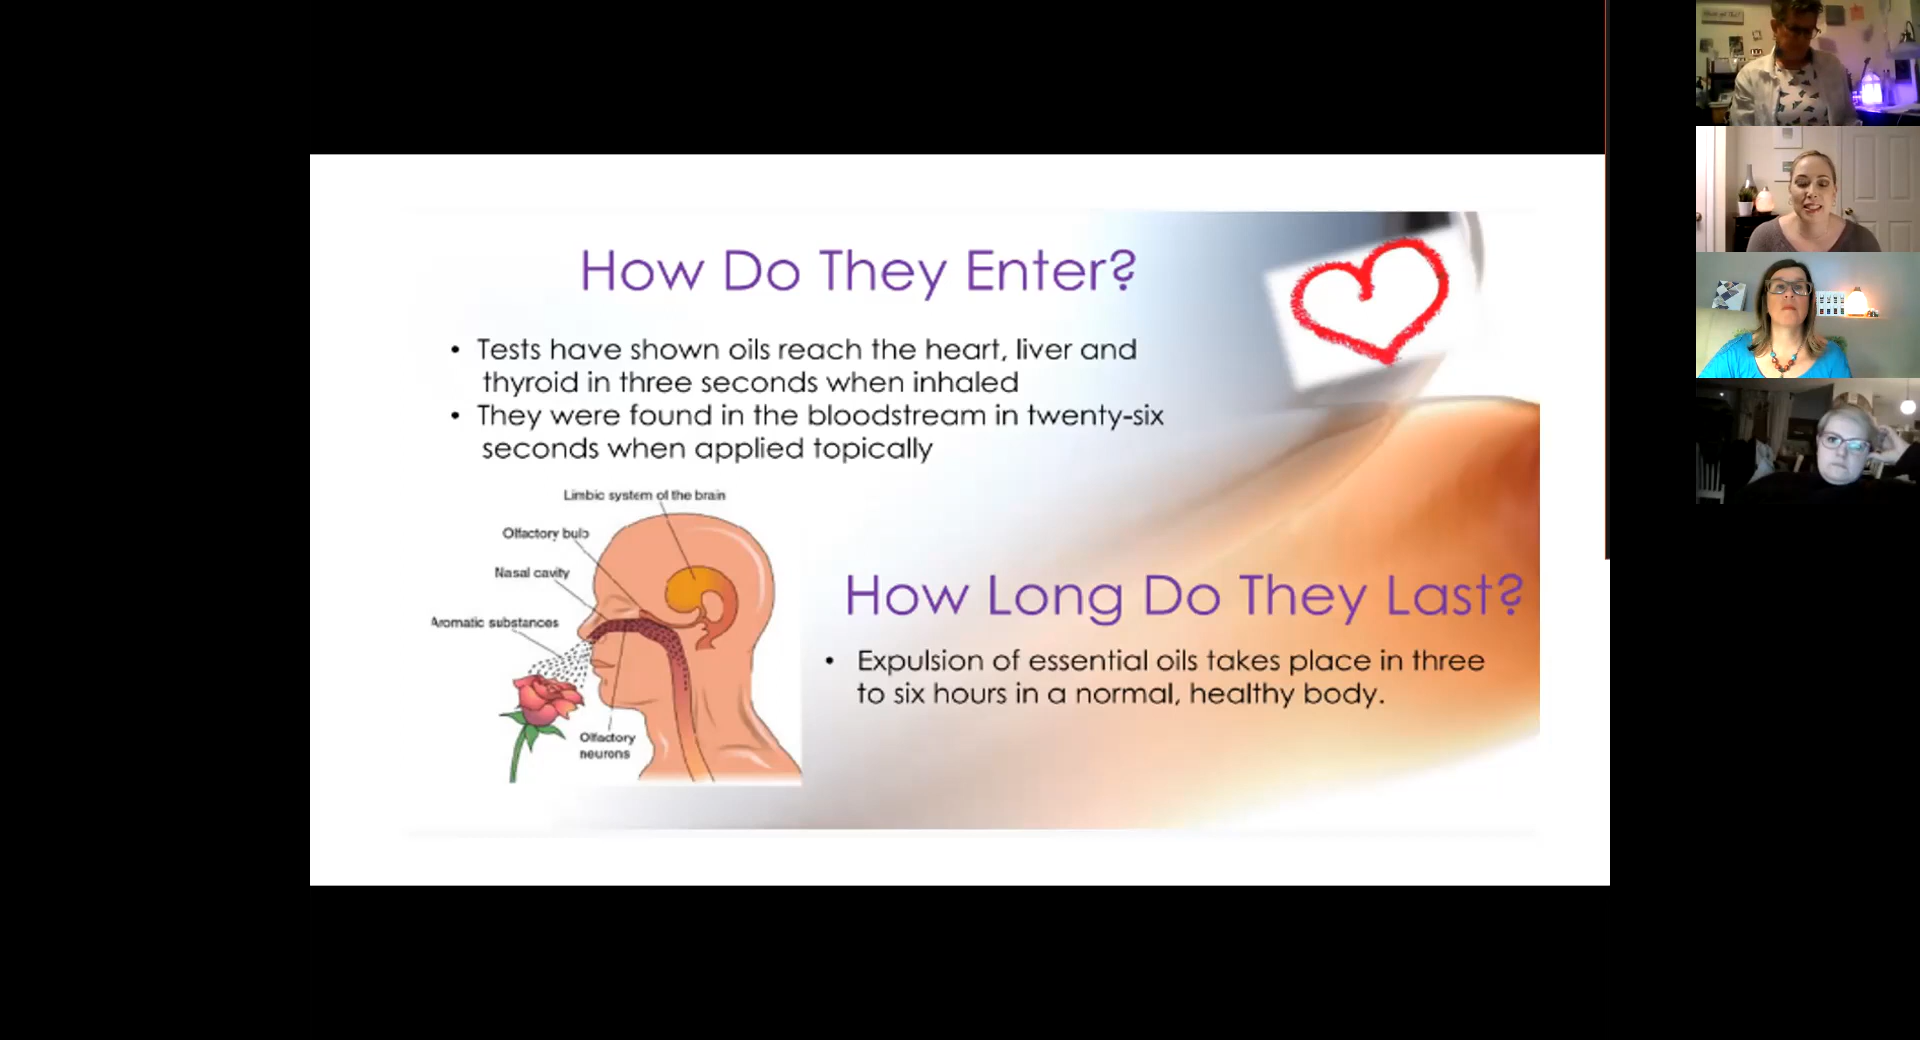 How Do They Enter?
• Tests have shown oils reach the heart, liver and
thyroid in three seconds when inhaled
• They were found in the bloodstream in twenty-six
seconds when applied topically
Limbic system of the brain
Olfactory bulb
Nasal cavity
Aromatic substances
Olfactory
neurons
How Long Do They Last?
• Expulsion of essential oils takes place in three
to six hours in a normal, healthy body.